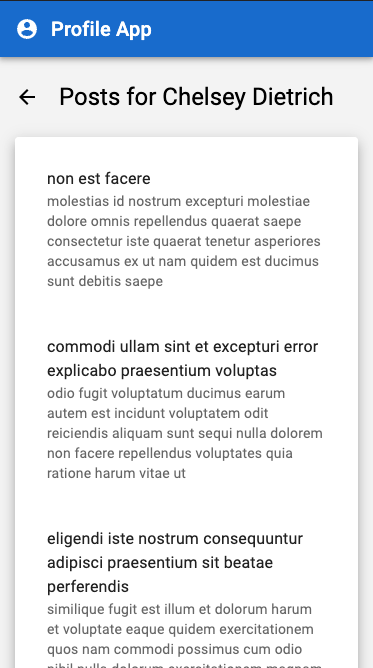 Profile App
Posts for Chelsey Dietrich
non est facere
molestias id nostrum excepturi molestiae
dolore omnis repellendus quaerat saepe
consectetur iste quaerat tenetur asperiores
accusamus ex ut nam quidem est ducimus
sunt debitis saepe
commodi ullam sint et excepturi error
explicabo praesentium voluptas
odio fugit voluptatum ducimus earum
autem est incidunt voluptatem odit
reiciendis aliquam sunt sequi nulla dolorem
non facere repellendus voluptates quia
ratione harum vitae ut
eligendi iste nostrum consequuntur
adipisci praesentium sit beatae
perferendis
similique fugit est illum et dolorum harum
et voluptate eaque quidem exercitationem
quos nam commodi possimus cum odio
nihil nulla dolorum exercitationem magnam